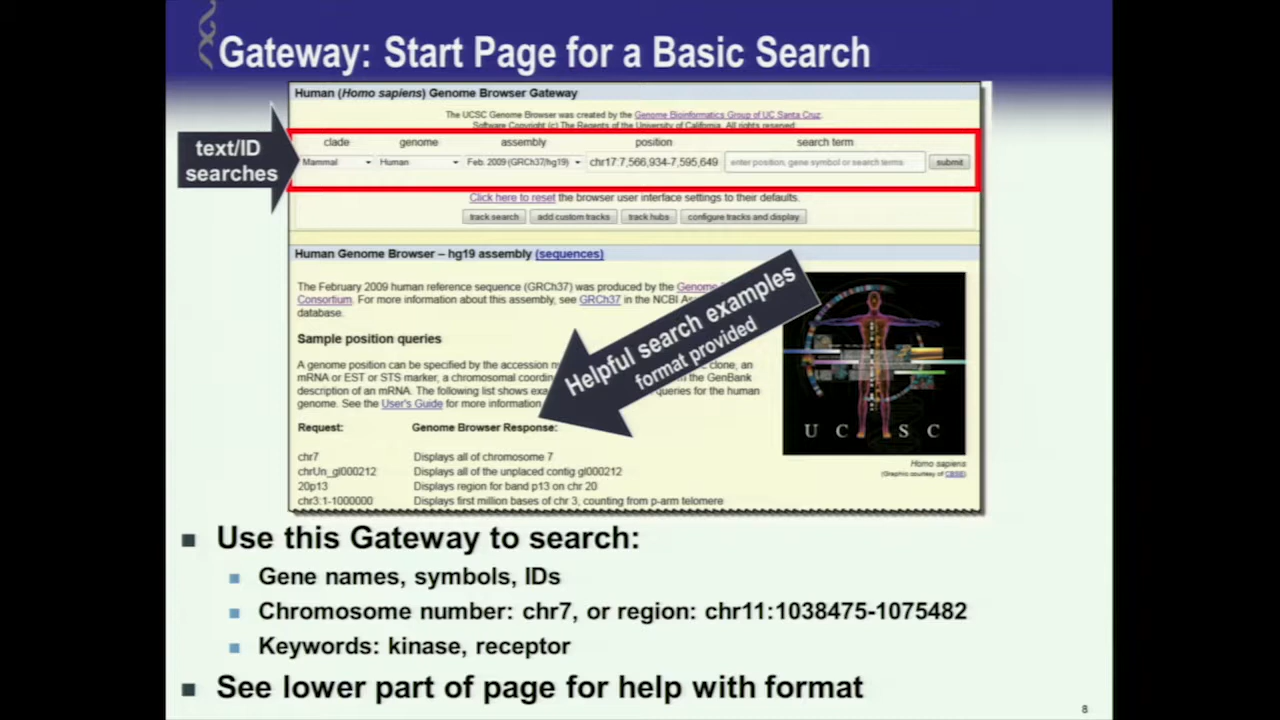 Gateway: Start Page for a Basic Search
Human (Homo sapiens) Genome Browser Gateway
The UCSC Genome Browser was created by the Genome Bioinformatics Group of UC Santa Cruz.
Software Copyright (c) The Regents of the University of California. All rights reserved.
text/ID
searches
clade genome assembly position search term
Mammal Human Feb. 2009 (GRCh37/hg19) chr17:7,566,934-7,595,649 enter position, gene symbol or search terms submit
Click here to reset the browser user interface settings to their defaults.
track search add custom tracks track hubs configure tracks and display
Human Genome Browser – hg19 assembly (sequences)
The February 2009 human reference sequence (GRCh37) was produced by the Genome
Consortium. For more information about this assembly, see GRCh37 in the NCBI
database.
Helpful search examples
format provided
Sample position queries
A genome position can be specified by the accession clone, an
mRNA or EST or STS marker, a chromosomal the GenBank
description of an mRNA. The following list shows queries for the human
genome. See the User's Guide for more information
Request: Genome Browser Response:
chr7 Displays all of chromosome 7
chrUn_gl000212 Displays all of the unplaced contig gl000212
20p13 Displays region for band p13 on chr 20
chr3:1-1000000 Displays first million bases of chr 3, counting from p-arm telomere
U C S C
Homo sapiens
(Graphic courtesy of CBSE)
Use this Gateway to search:
Gene names, symbols, IDs
Chromosome number: chr7, or region: chr11:1038475-1075482
Keywords: kinase, receptor
See lower part of page for help with format
8